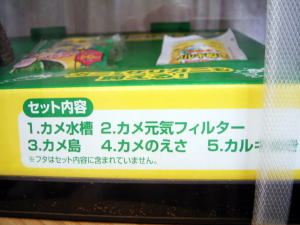 セット内容
1.カメ水槽 2.カメ元気フィルター
3.カメ島 4.カメのえさ 5.カルキ
※フタはセット内容に含まれていません。